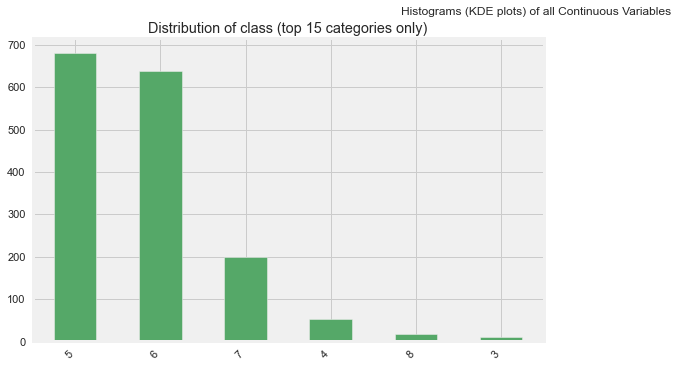 Histograms (KDE plots) of all Continuous Variables
Distribution of class (top 15 categories only)
700
600
500
400
300
200
100
0
5 6 7 4 8 3